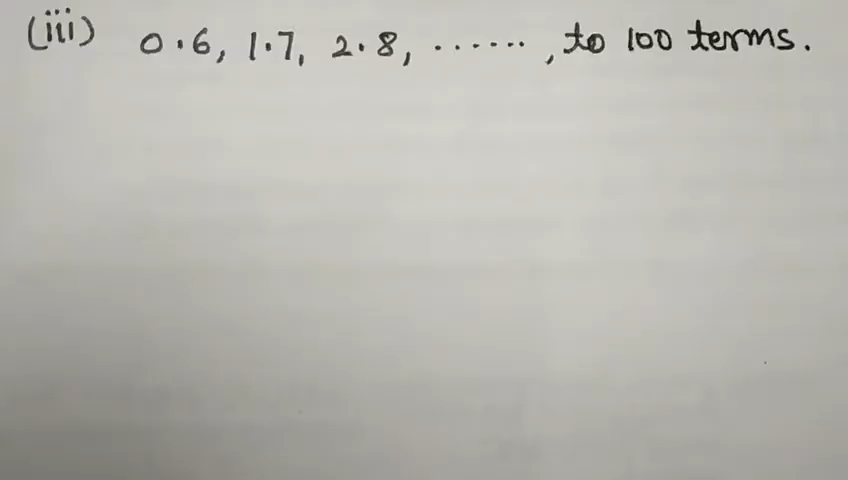 (iii) 0.6, 1.7, 2.8, ......, to 100 terms.